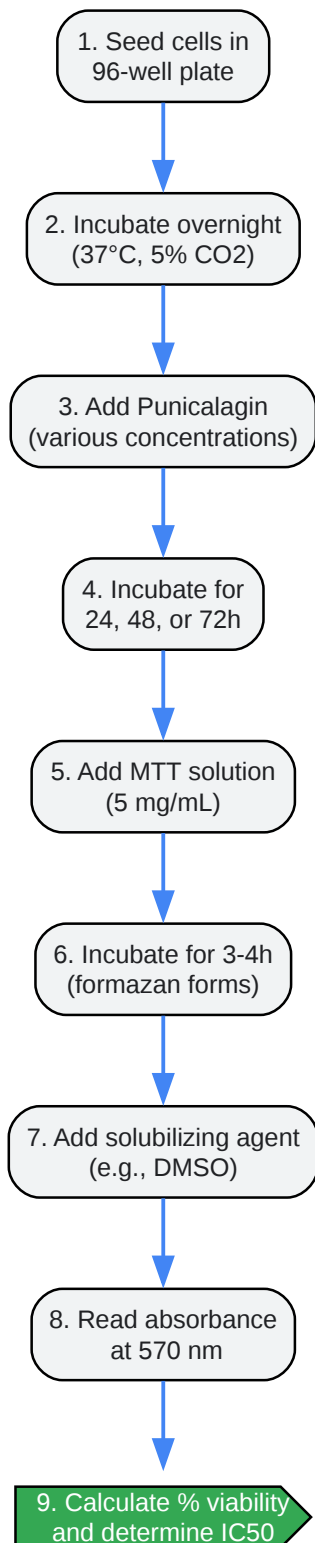 1. Seed cells in
96-well plate
2. Incubate overnight
(37°C, 5% CO2)
3. Add Punicalagin
(various concentrations)
4. Incubate for
24, 48, or 72h
5. Add MTT solution
(5 mg/mL)
6. Incubate for 3-4h
(formazan forms)
7. Add solubilizing agent
(e.g., DMSO)
8. Read absorbance
at 570 nm
9. Calculate % viability
and determine IC50